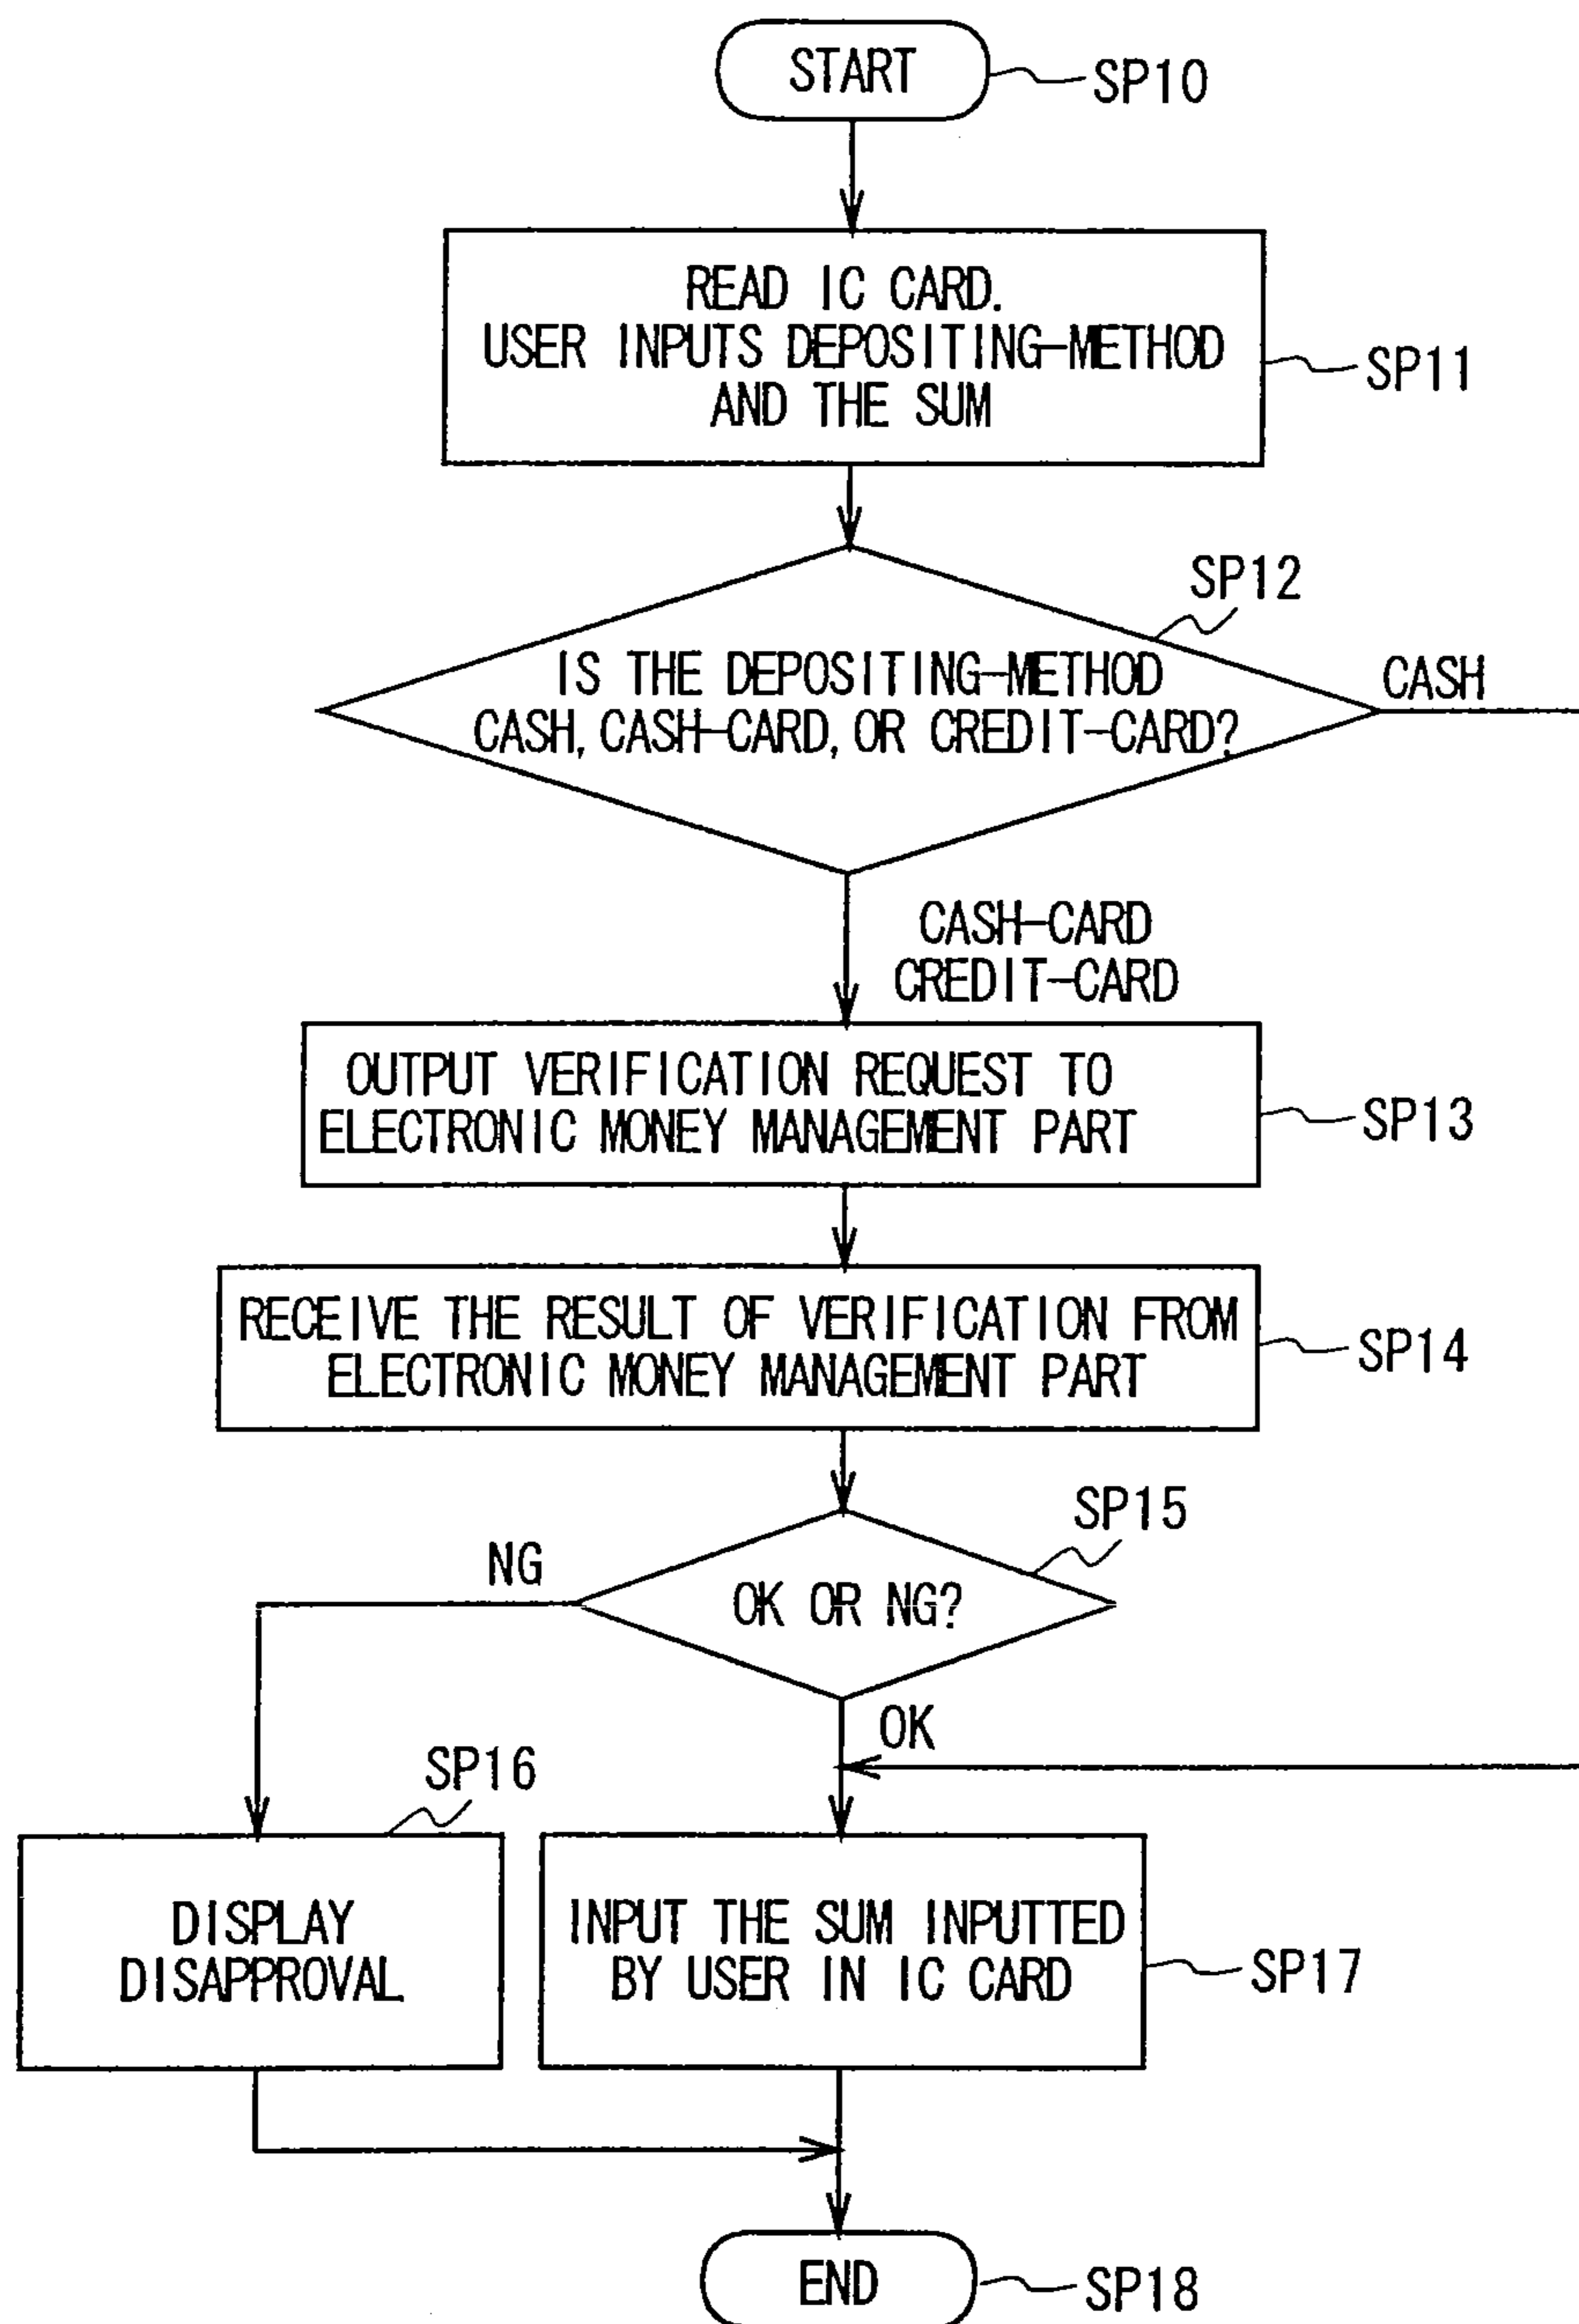 START
SP10
READ IC CARD.
USER INPUTS DEPOSITING-METHOD
AND THE SUM
SP11
SP12
IS THE DEPOSITING-METHOD
CASH, CASH-CARD, OR CREDIT-CARD?
CASH
CASH-CARD
CREDIT-CARD
OUTPUT VERIFICATION REQUEST TO
ELECTRONIC MONEY MANAGEMENT PART
SP13
RECEIVE THE RESULT OF VERIFICATION FROM
ELECTRONIC MONEY MANAGEMENT PART
SP14
SP15
NG
OK OR NG?
OK
SP16
DISPLAY
DISAPPROVAL
INPUT THE SUM INPUTTED
BY USER IN IC CARD
SP17
END
SP18